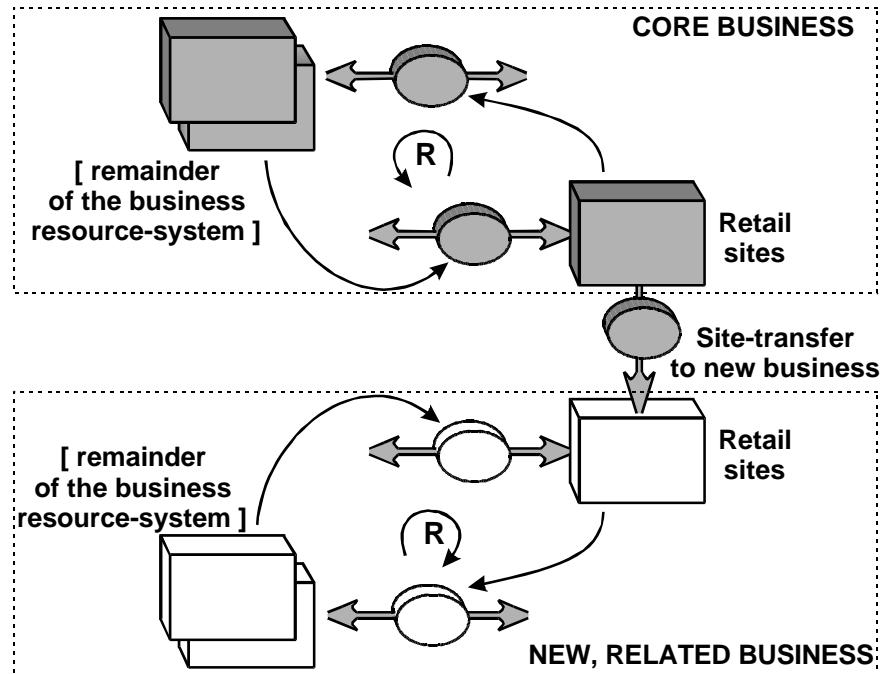 CORE BUSINESS
[ remainder
of the business
resource-system ]
R
Retail
sites
Site-transfer
to new business
[ remainder
of the business
resource-system ]
Retail
sites
R
NEW, RELATED BUSINESS